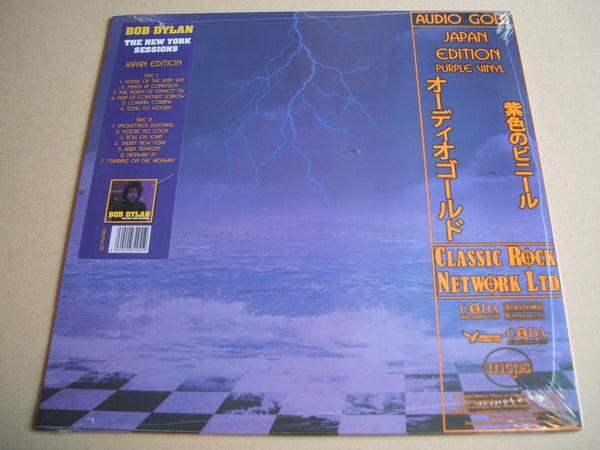 BOB DYLAN
THE NEW YORK
SESSIONS
JAPAN EDITION
SIDE 1
1. HOUSE OF THE RISIN' SUN
2. MIXED UP CONFUSION
3. THE DEATH OF EMMETT TILL
4. MAN OF CONSTANT SORROW
5. CORRINA, CORRINA
6. SONG TO WOODY
SIDE 2
1. SMOKESTACK LIGHTNING
2. YOU'RE NO GOOD
3. ROLL ON JOHN
4. TALKIN' NEW YORK
5. HARD TRAVELIN'
6. HIGHWAY 51
7. STANDING ON THE HIGHWAY
BOB DYLAN
AUDIO GOLD
JAPAN
EDITION
PURPLE VINYL
オーディオゴールド
紫色のビニール
CLASSIC ROCK
NETWORK LTD
CODA
CODA
mcps